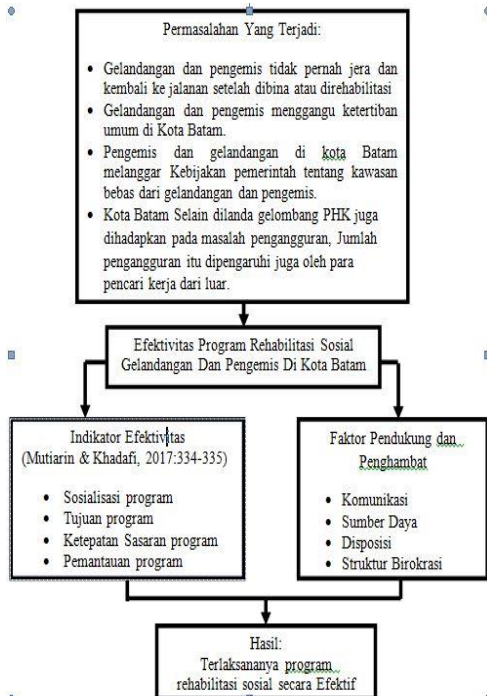 Permasalahan Yang Terjadi:
• Gelandangan dan pengemis tidak pernah jera dan
kembali ke jalanan setelah dibina atau direhabilitasi
• Gelandangan dan pengemis menggangu ketertiban
umum di Kota Batam.
• Pengemis dan gelandangan di kota Batam
melanggar Kebijakan pemerintah tentang kawasan
bebas dari gelandangan dan pengemis.
• Kota Batam Selain dilanda gelombang PHK juga
dihadapkan pada masalah pengangguran, Jumlah
pengangguran itu dipengaruhi juga oleh para
pencari kerja dari luar.
Efektivitas Program Rehabilitasi Sosial
Gelandangan Dan Pengemis Di Kota Batam
Indikator Efektivitas
(Mutiarin & Khadafi, 2017:334-335)
• Sosialisasi program
• Tujuan program
• Ketepatan Sasaran program
• Pemantauan program
Faktor Pendukung dan
Penghambat
• Komunikasi
• Sumber Daya
• Disposisi
• Struktur Birokrasi
Hasil:
Terlaksananya program
rehabilitasi sosial secara Efektif